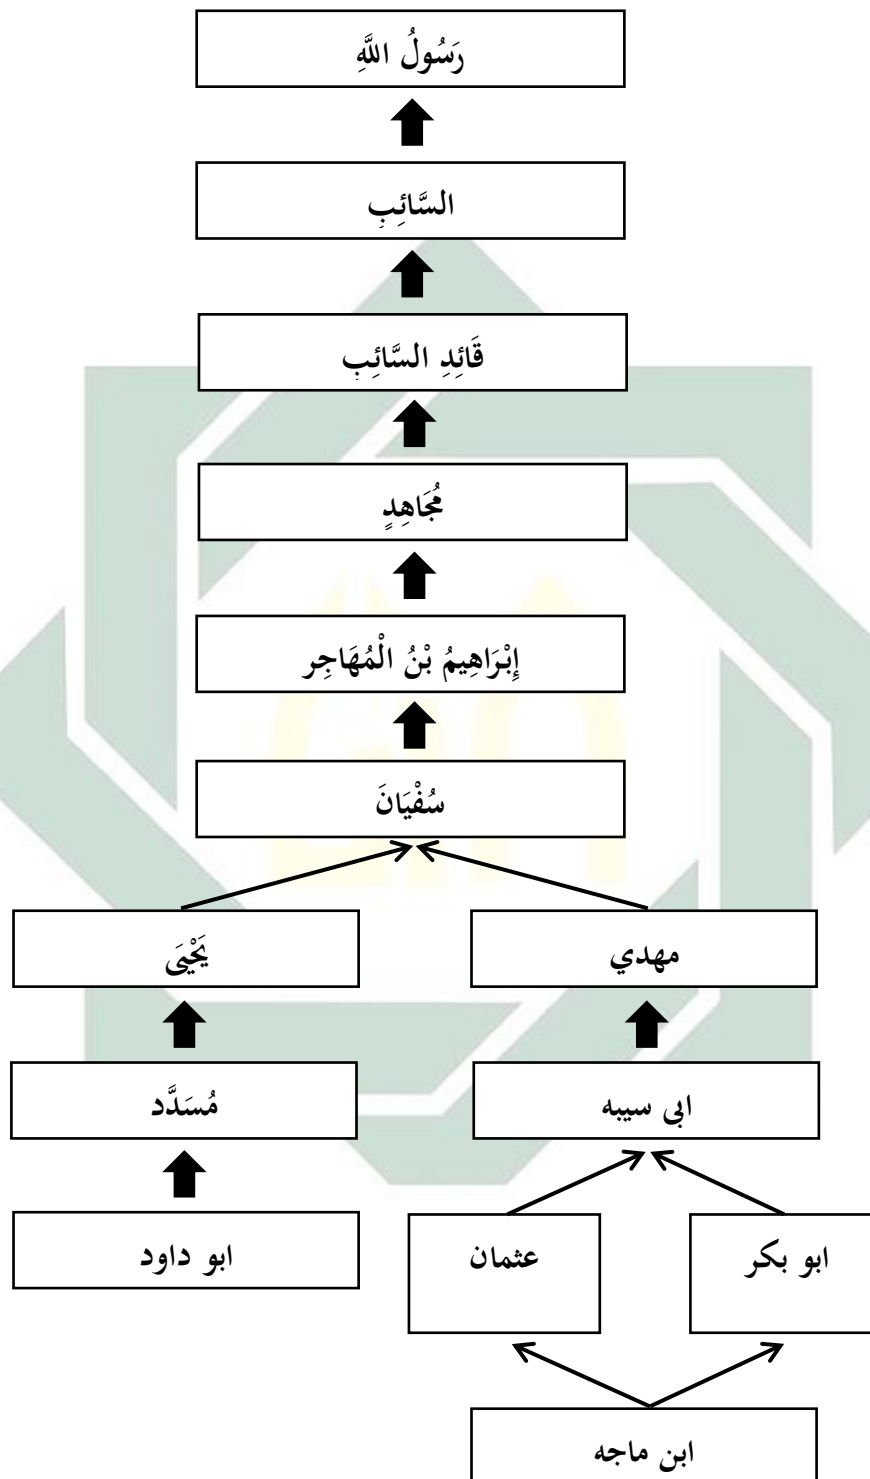 رَسُولُ اللَّهِ
السَّائِبِ
قَائِدِ السَّائِبِ
مُجَاهِدٍ
إِبْرَاهِيمُ بْنُ الْمُهَاجِر
سُفْيَانَ
مهدي
يَحْيَى
ابى سيبه
مُسَدَّد
ابو بكر
عثمان
ابو داود
ابن ماجه